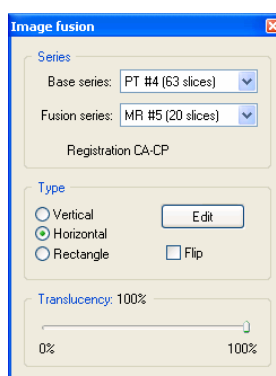 Image fusion
Series
Base series: PT #4 (63 slices)
Fusion series: MR #5 (20 slices)
Registration CA-CP
Type
Vertical Edit
Horizontal
Rectangle Flip
Translucency: 100%
0% 100%